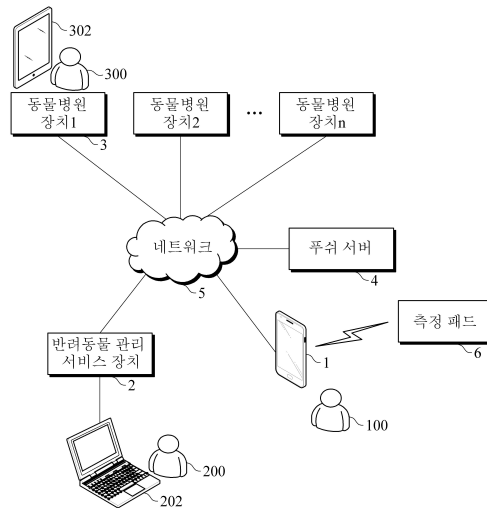 302
300
동물병원
장치1
3
동물병원
장치2
...
동물병원
장치n
네트워크
5
푸쉬 서버
4
반려동물 관리
서비스 장치
2
1
측정 패드
6
100
200
202